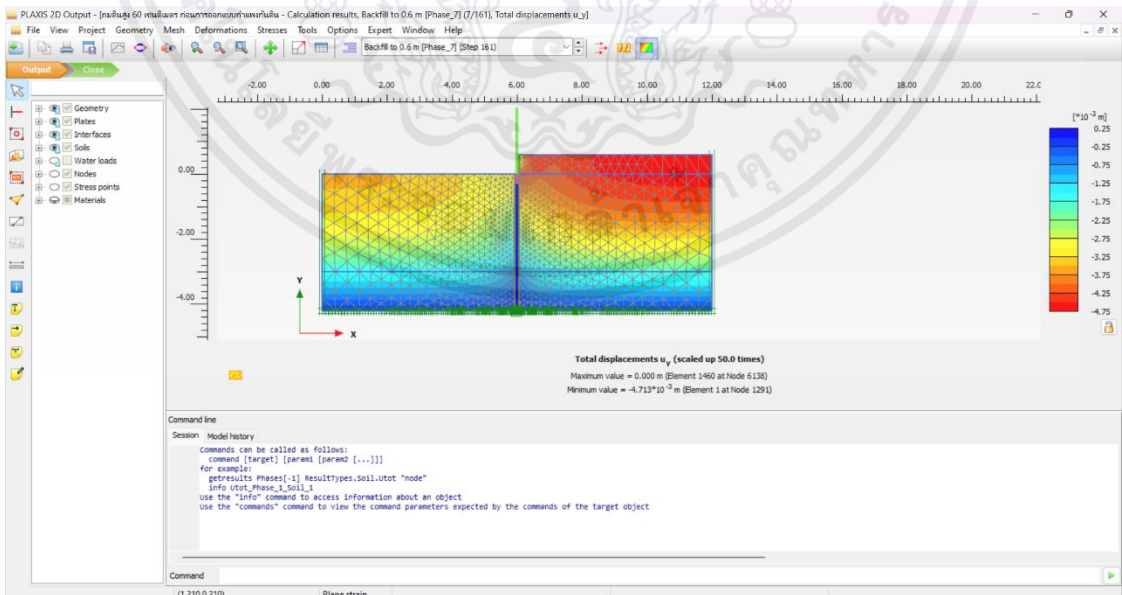 PLAXIS 2D Output - [ถมดินสูง 60 เซนติเมตร ก่อนการออกแบบกำแพงกันดิน - Calculation results, Backfill to 0.6 m [Phase_7] (7/161), Total displacements u_y]
File View Project Geometry Mesh Deformations Stresses Tools Options Expert Window Help
Backfill to 0.6 m [Phase_7] (Step 161)
Output Close
-2.00 0.00 2.00 4.00 6.00 8.00 10.00 12.00 14.00 16.00 18.00 20.00 22.0
Geometry
Plates
Interfaces
Soils
Water loads
Nodes
Stress points
Materials
0.00
-2.00
-4.00
Y
X
[*10⁻³ m]
0.25
-0.25
-0.75
-1.25
-1.75
-2.25
-2.75
-3.25
-3.75
-4.25
-4.75
Total displacements u_y (scaled up 50.0 times)
Maximum value = 0.000 m (Element 1460 at Node 6138)
Minimum value = -4.713*10⁻³ m (Element 1 at Node 1291)
Command line
Session Model history
Commands can be called as follows:
command [target] [param1 [param2 [...]]]
for example:
getresults Phases[-1] ResultTypes.Soil.Utot "node"
info Utot_Phase_1_Soil_1
Use the "info" command to access information about an object
Use the "commands" command to view the command parameters expected by the commands of the target object
Command
(1.310 0.310) Plane strain